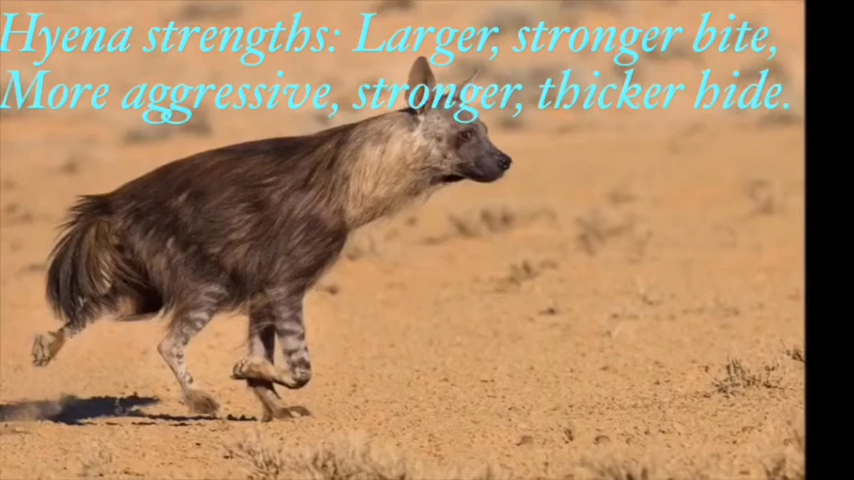 Hyena strengths: Larger, stronger bite,
More aggressive, stronger, thicker hide.